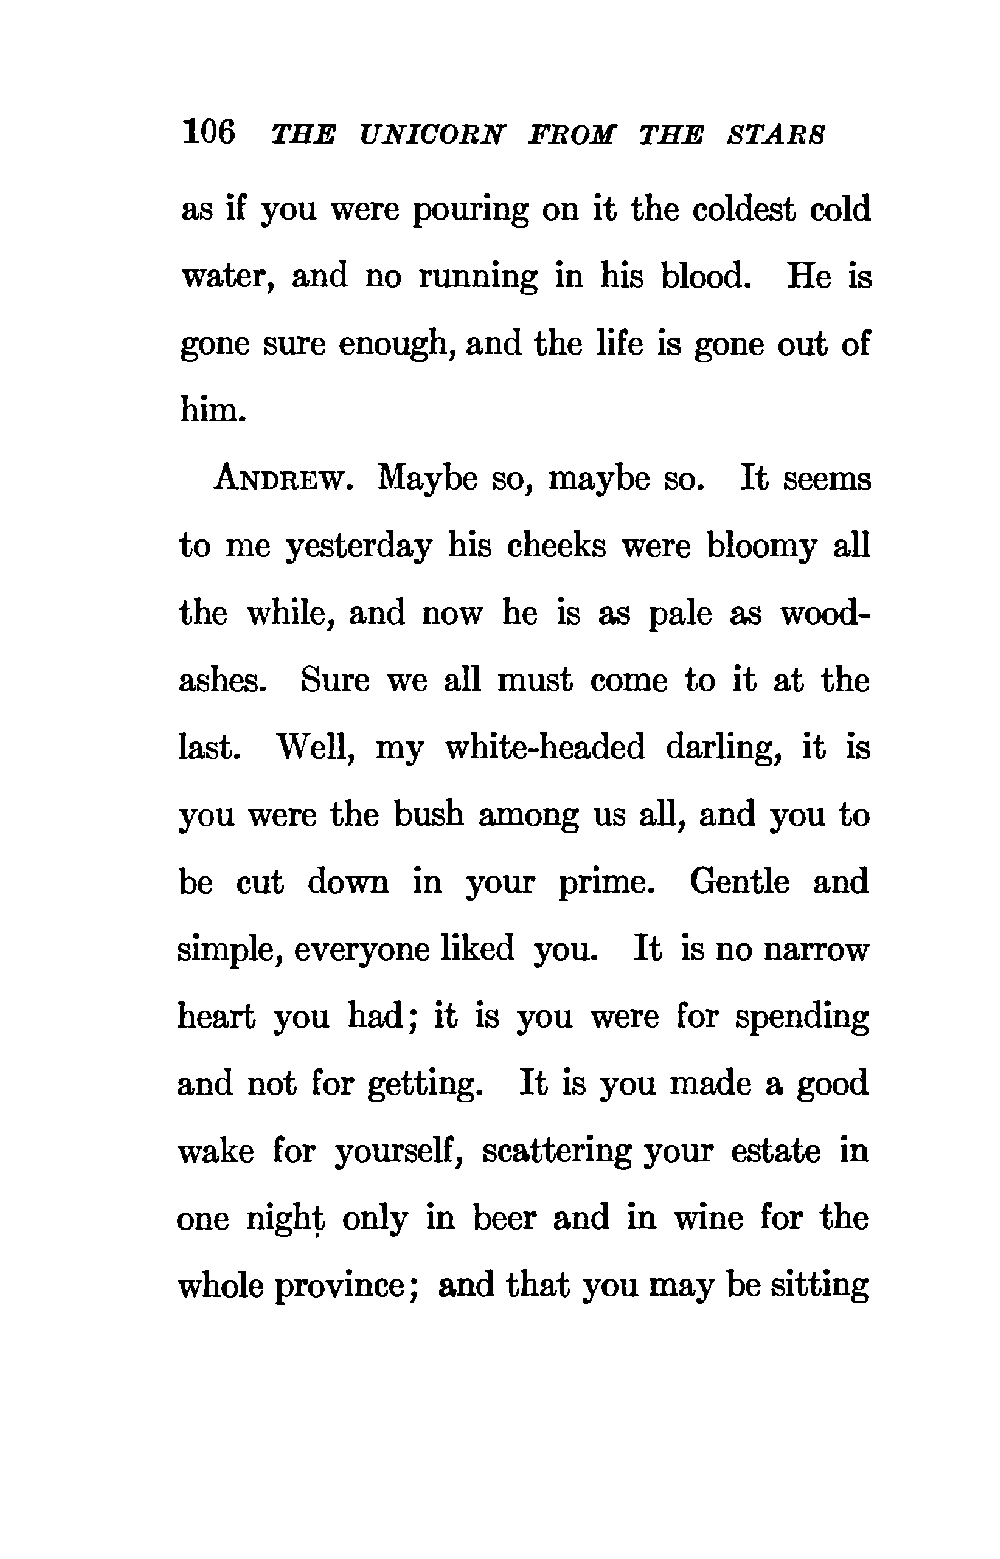 106 THE UNICORN FROM THE STARS
as if you were pouring on it the coldest cold
water, and no running in his blood. He is
gone sure enough, and the life is gone out of
him.
ANDREW. Maybe so, maybe so. It seems
to me yesterday his cheeks were bloomy all
the while, and now he is as pale as wood-
ashes. Sure we all must come to it at the
last. Well, my white-headed darling, it is
you were the bush among us all, and you to
be cut down in your prime. Gentle and
simple, everyone liked you. It is no narrow
heart you had; it is you were for spending
and not for getting. It is you made a good
wake for yourself, scattering your estate in
one night only in beer and in wine for the
whole province; and that you may be sitting